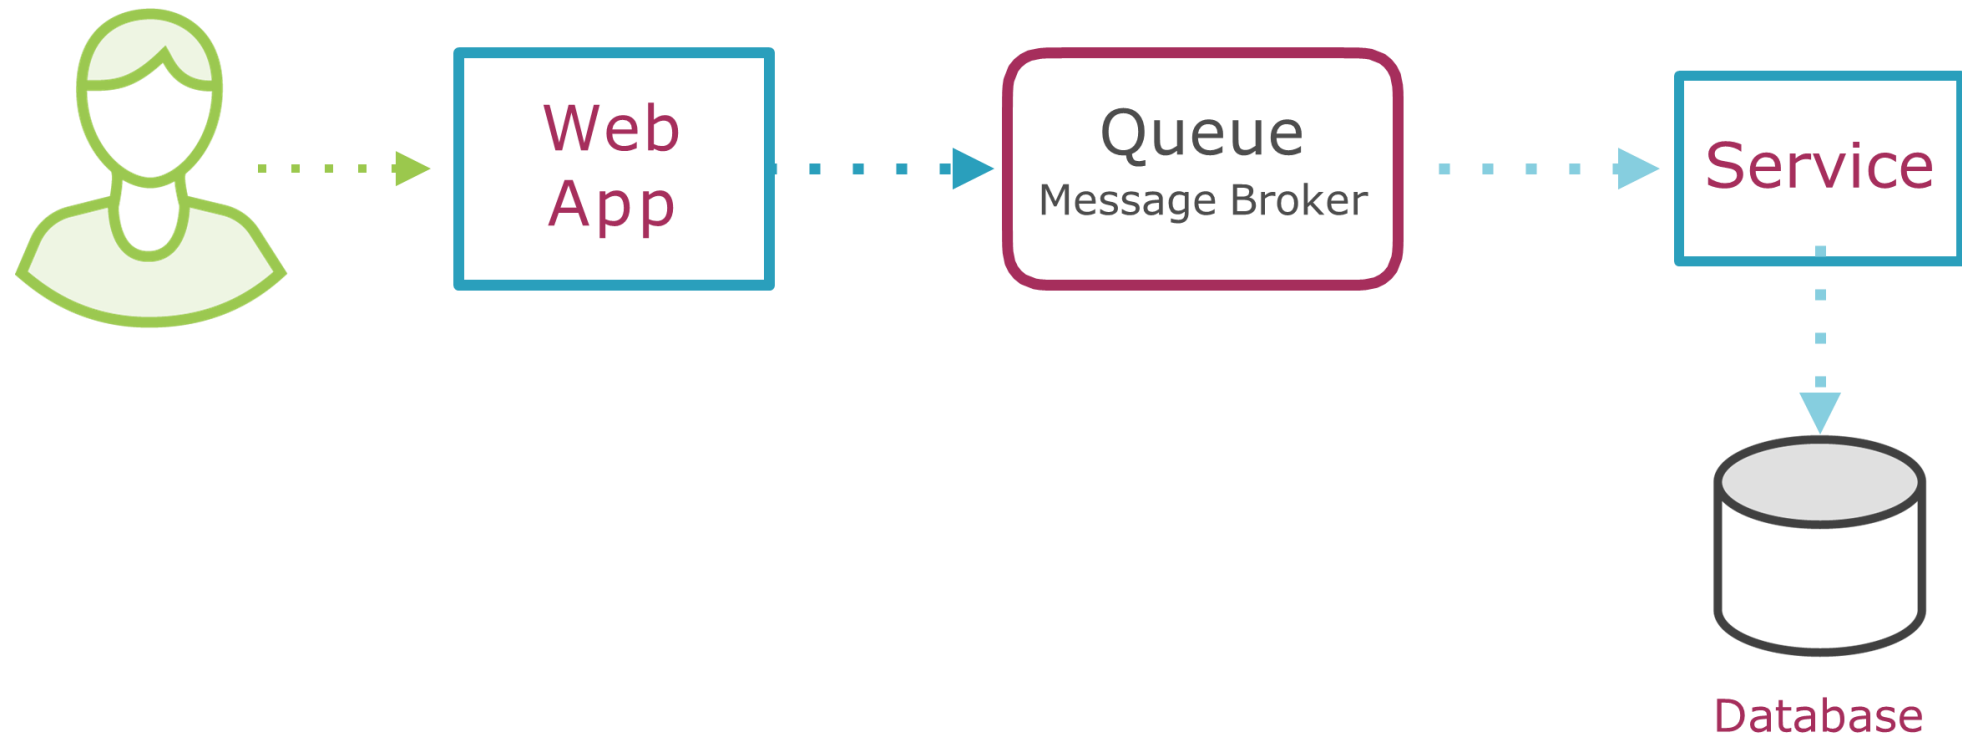 Web
App
Queue
Message Broker
Service
Database